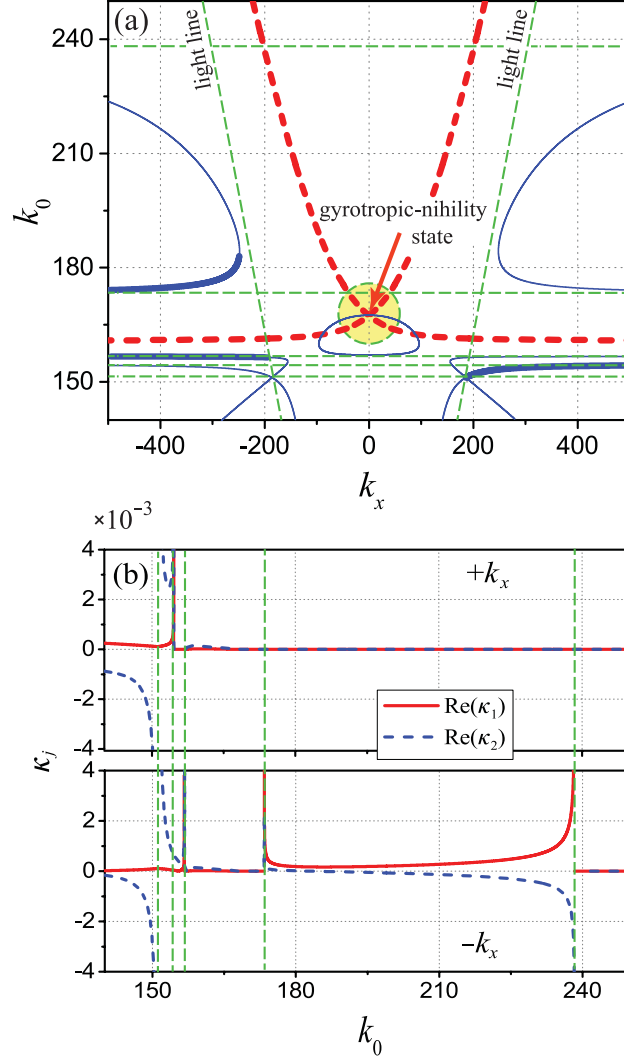 (a)
240
210
180
150
k₀
light line
light line
gyrotropic-nihility
state
-400
-200
0
200
400
kₓ
×10⁻³
(b)
+kₓ
4
2
0
-2
-4
Re(κ₁)
Re(κ₂)
κⱼ
4
2
0
-2
-4
−kₓ
150
180
210
240
k₀